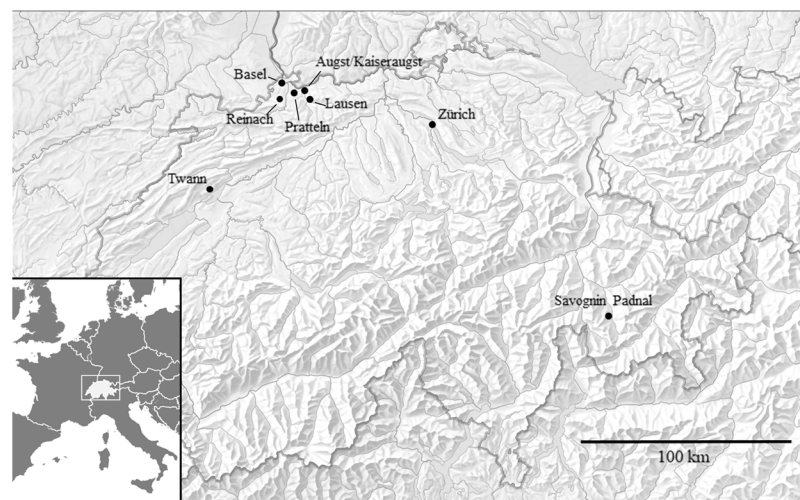 Augst/Kaiseraugst
Basel
Lausen
Reinach
Pratteln
Zürich
Twann
Savognin Padnal
100 km